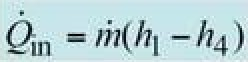 Q̇in = ṁ(h1 − h4)